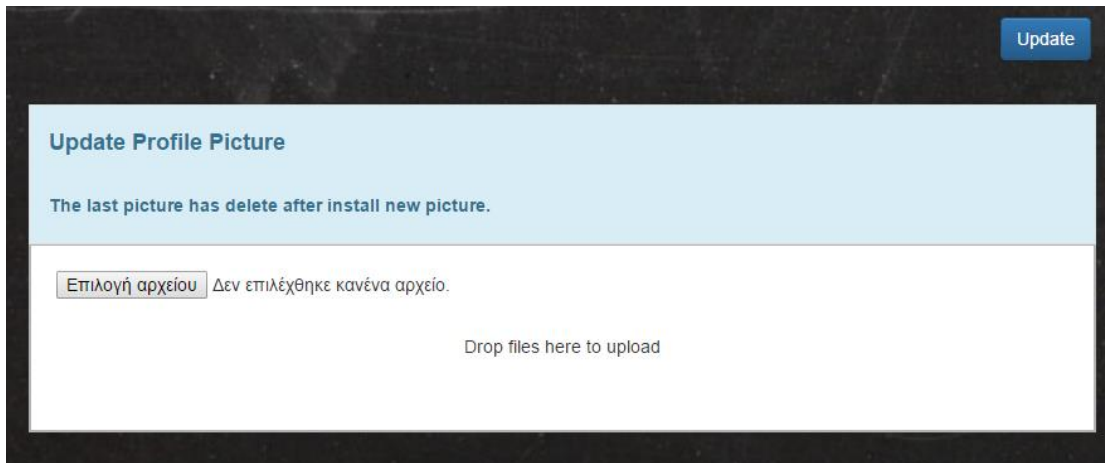 Update
Update Profile Picture
The last picture has delete after install new picture.
Επιλογή αρχείου Δεν επιλέχθηκε κανένα αρχείο.
Drop files here to upload